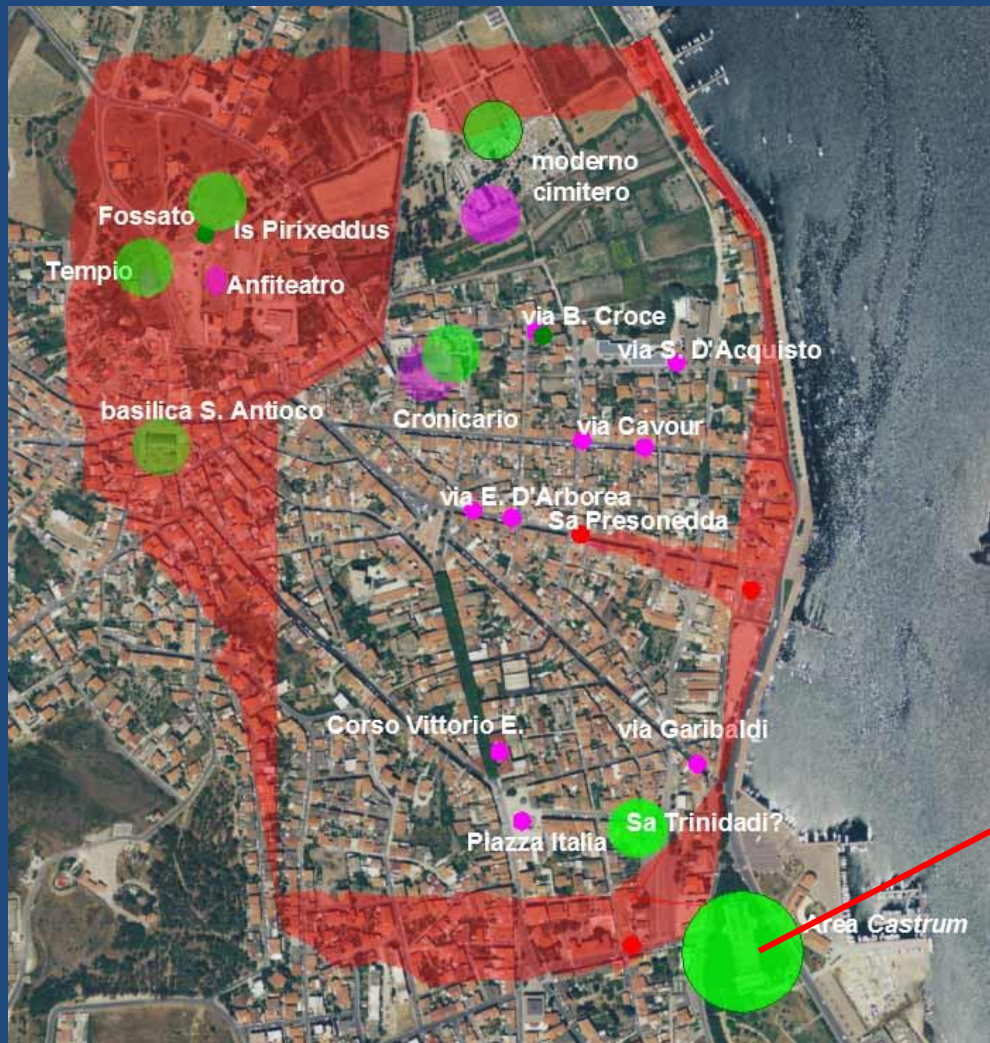 moderno
cimitero
Fossato
Is Pirixeddus
Tempio
Anfiteatro
via B. Croce
via S. D'Acquisto
basilica S. Antioco
Cronicario
via Cavour
via E. D'Arborea
Sa Presonedda
Corso Vittorio E.
via Garibaldi
Sa Trinidadi?
Piazza Italia
Area Castrum